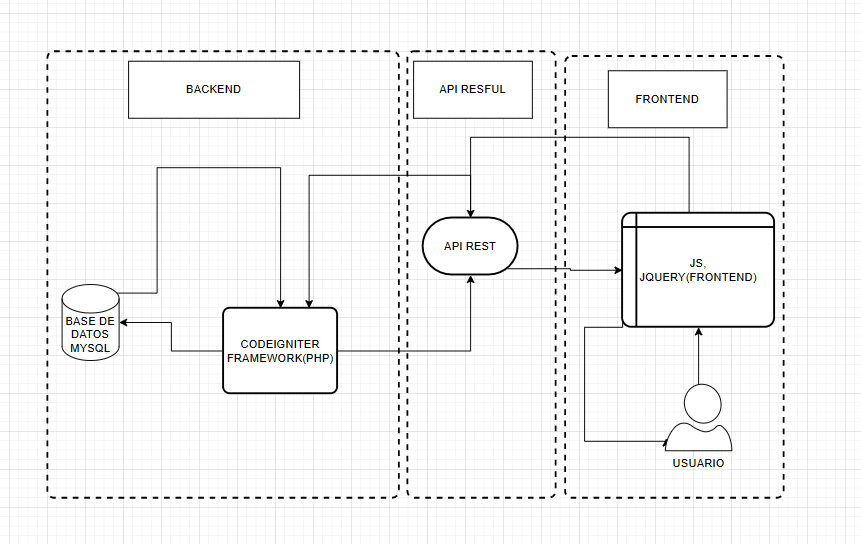 BACKEND
API RESFUL
FRONTEND
API REST
JS,
JQUERY(FRONTEND)
BASE DE
DATOS
MYSQL
CODEIGNITER
FRAMEWORK(PHP)
USUARIO